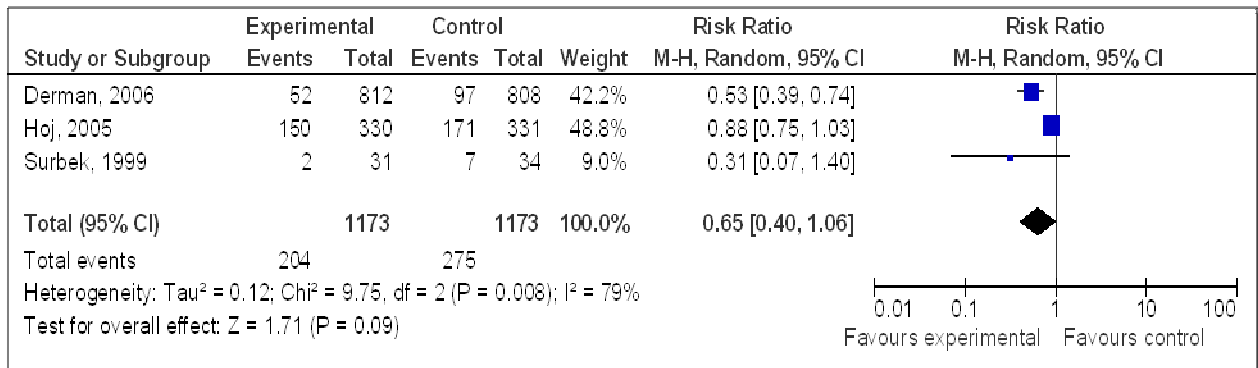 Experimental Control Risk Ratio Risk Ratio
Study or Subgroup Events Total Events Total Weight M-H, Random, 95% CI M-H, Random, 95% CI
Derman, 2006 52 812 97 808 42.2% 0.53 [0.39, 0.74]
Hoj, 2005 150 330 171 331 48.8% 0.88 [0.75, 1.03]
Surbek, 1999 2 31 7 34 9.0% 0.31 [0.07, 1.40]
Total (95% CI) 1173 1173 100.0% 0.65 [0.40, 1.06]
Total events 204 275
Heterogeneity: Tau² = 0.12; Chi² = 9.75, df = 2 (P = 0.008); I² = 79%
Test for overall effect: Z = 1.71 (P = 0.09)
0.01 0.1 1 10 100
Favours experimental Favours control